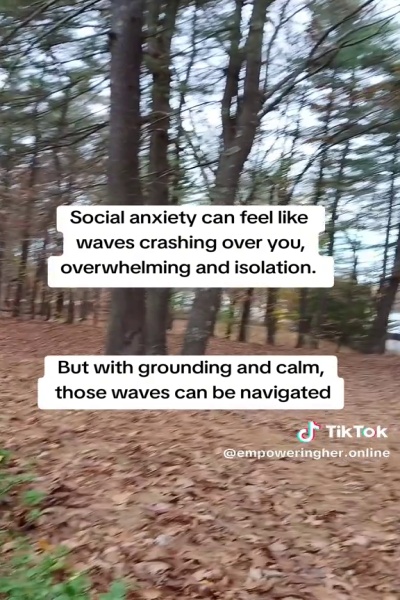 Social anxiety can feel like
waves crashing over you,
overwhelming and isolation.
But with grounding and calm,
those waves can be navigated
TikTok
@empoweringher.online